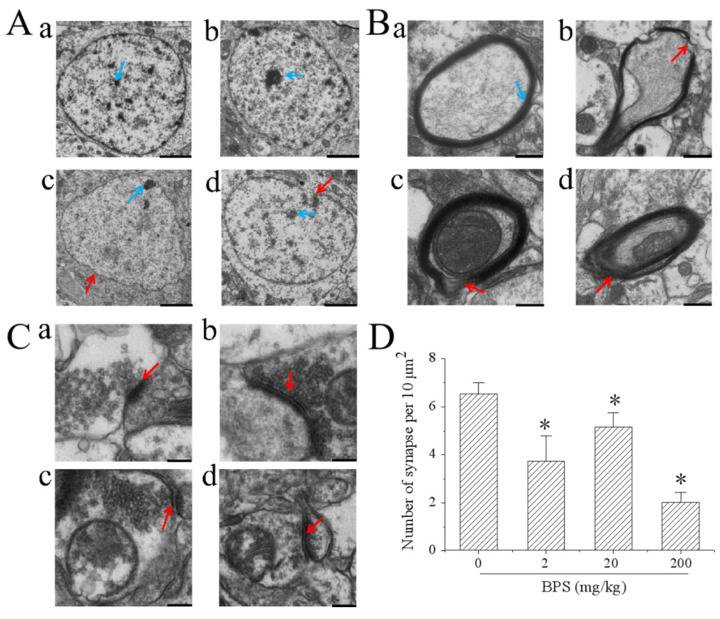 A
a
b
c
d
B
a
b
c
d
C
a
b
c
d
D
Number of synapse per 10 μm²
8
6
4
2
0
*
*
*
0
2
20
200
BPS (mg/kg)